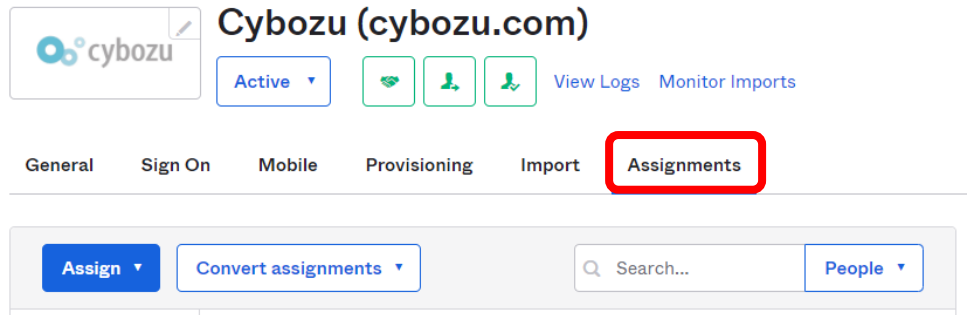 cybozu
Cybozu (cybozu.com)
Active View Logs Monitor Imports
General Sign On Mobile Provisioning Import Assignments
Assign Convert assignments Search... People